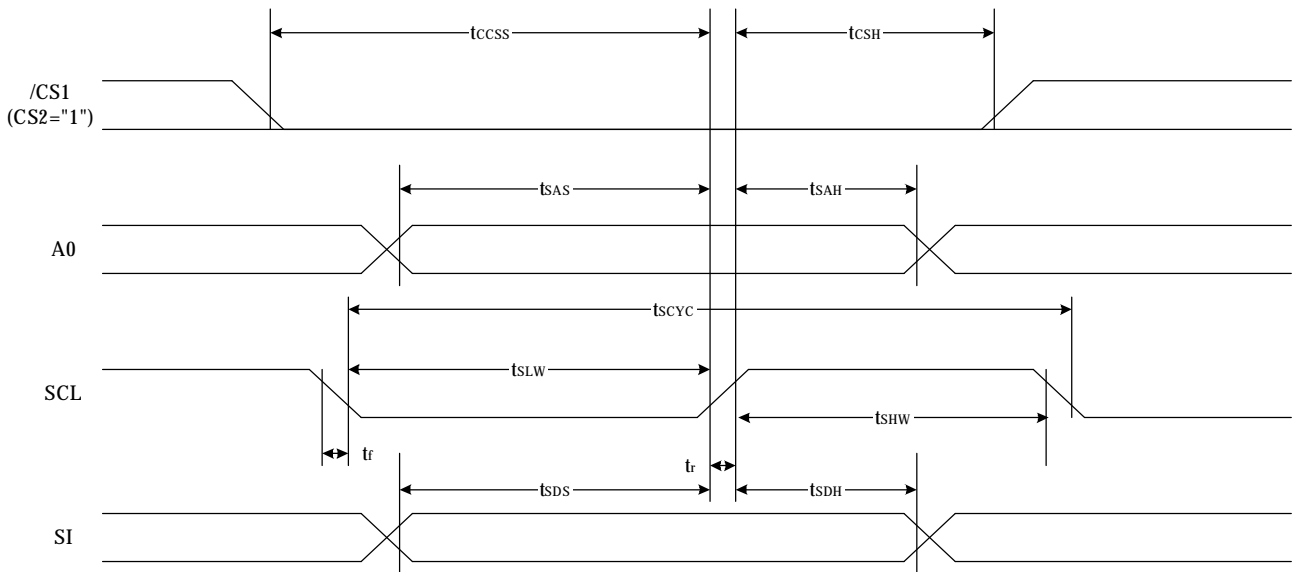 tCCSS
tCSH
/CS1
(CS2="1")
tSAS
tSAH
A0
tSCYC
tSLW
SCL
tSHW
tf
tr
tSDS
tSDH
SI